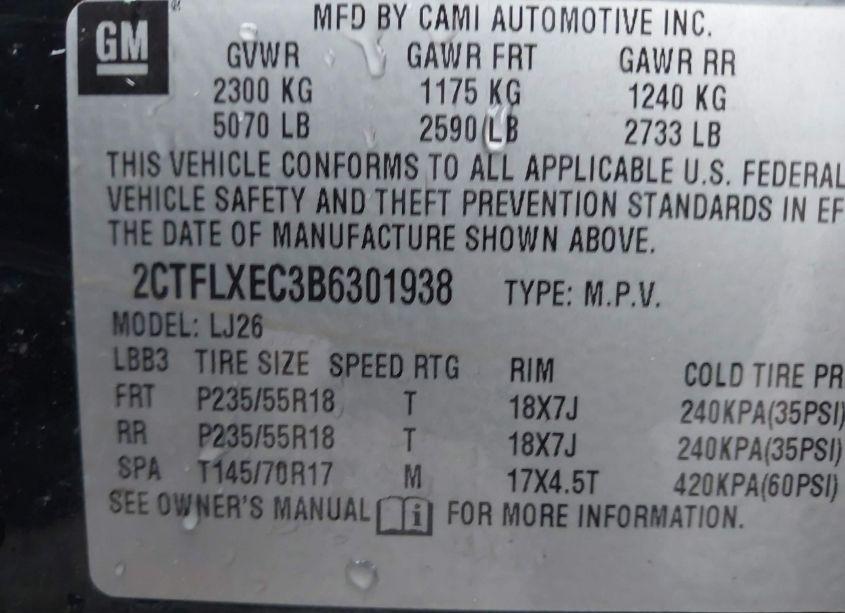 GM
MFD BY CAMI AUTOMOTIVE INC.
GVWR GAWR FRT GAWR RR
2300 KG 1175 KG 1240 KG
5070 LB 2590 LB 2733 LB
THIS VEHICLE CONFORMS TO ALL APPLICABLE U.S. FEDERAL
VEHICLE SAFETY AND THEFT PREVENTION STANDARDS IN EF
THE DATE OF MANUFACTURE SHOWN ABOVE.
2CTFLXEC3B6301938 TYPE: M.P.V.
MODEL: LJ26
LBB3 TIRE SIZE SPEED RTG RIM COLD TIRE PR
FRT P235/55R18 T 18X7J 240KPA(35PSI)
RR P235/55R18 T 18X7J 240KPA(35PSI)
SPA T145/70R17 M 17X4.5T 420KPA(60PSI)
SEE OWNER'S MANUAL i FOR MORE INFORMATION.